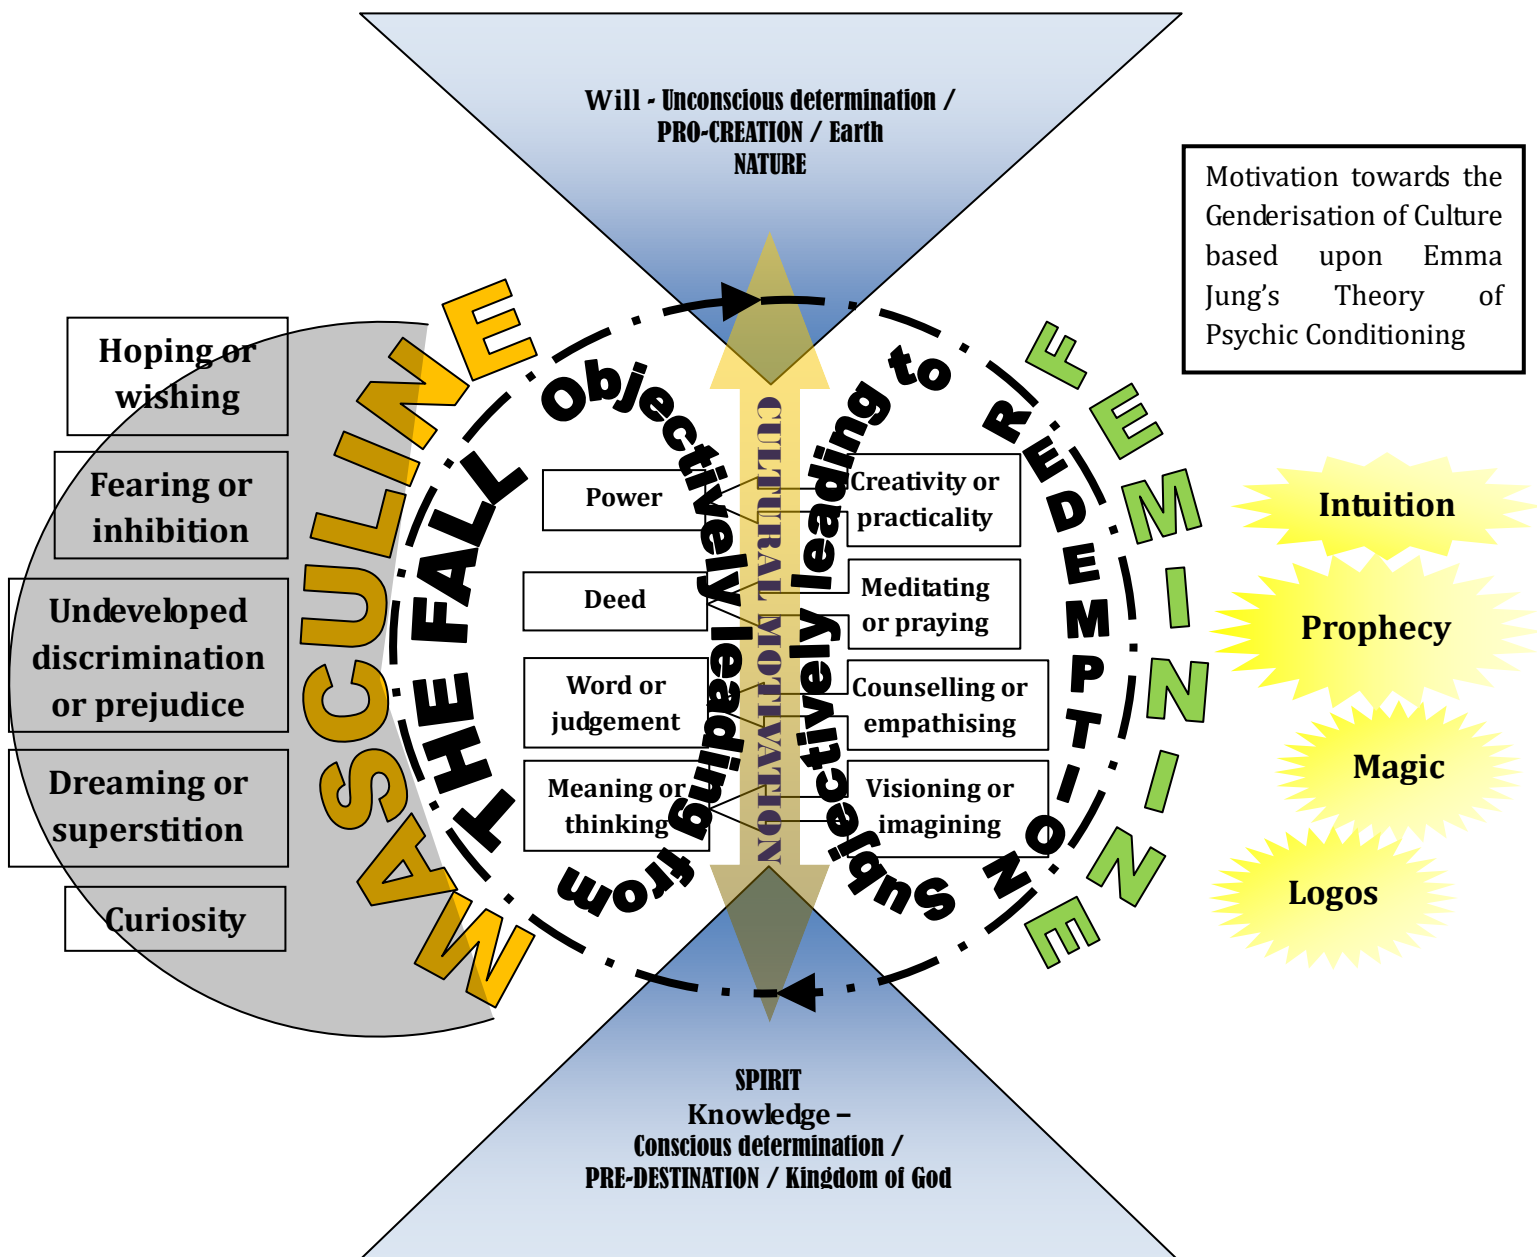 Will - Unconscious determination /
PRO-CREATION / Earth
NATURE
Motivation towards the
Genderisation of Culture
based upon Emma
Jung's Theory of
Psychic Conditioning
MASCULINE
Hoping or
wishing
Fearing or
inhibition
Undeveloped
discrimination
or prejudice
Dreaming or
superstition
Curiosity
THE FALL
Objectively leading from
Power
Deed
Word or
judgement
Meaning or
thinking
CULTURAL MOTIVATION
Subjectively leading to
REDEMPTION
Creativity or
practicality
Meditating
or praying
Counselling or
empathising
Visioning or
imagining
FEMININE
Intuition
Prophecy
Magic
Logos
SPIRIT
Knowledge –
Conscious determination /
PRE-DESTINATION / Kingdom of God